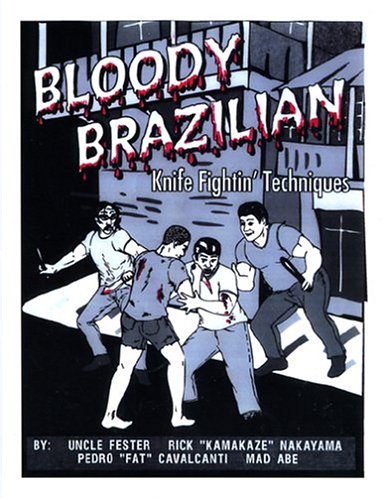 BLOODY
BRAZILIAN
Knife Fightin' Techniques
BY: UNCLE FESTER RICK "KAMAKAZE" NAKAYAMA
PEDRO "FAT" CAVALCANTI MAD ABE